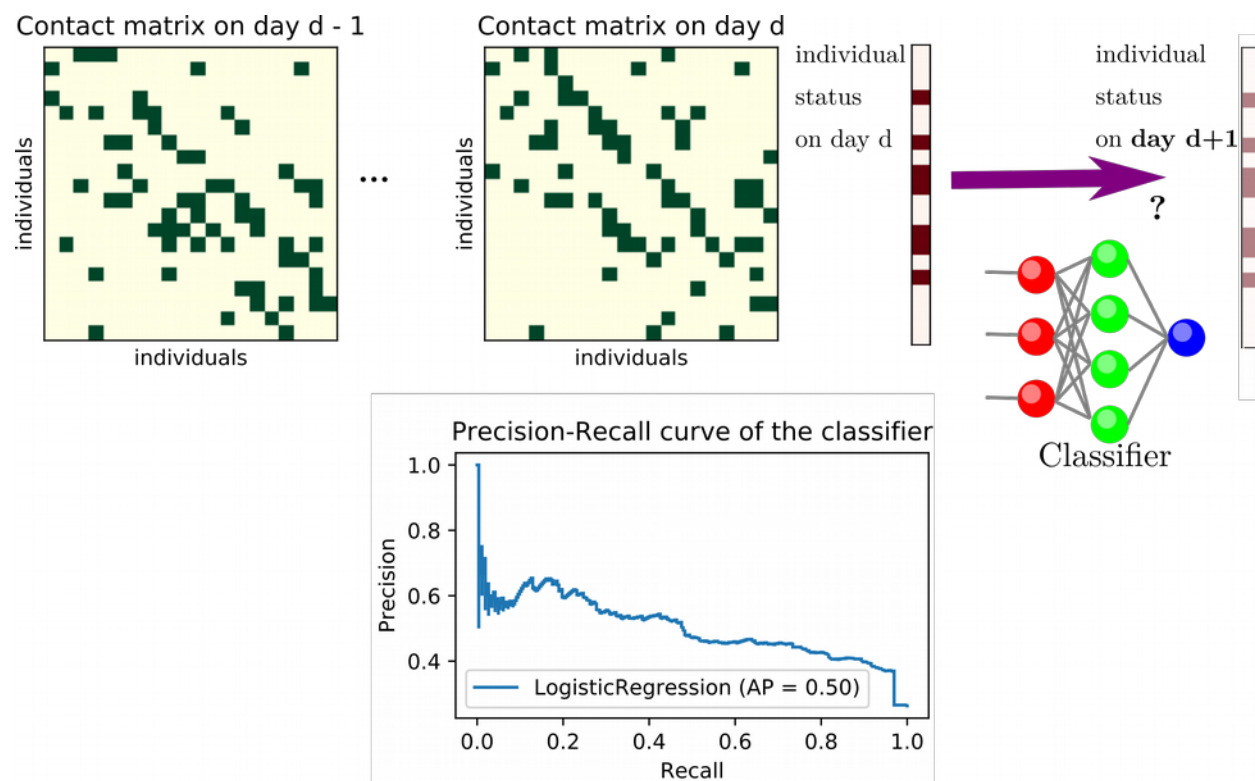 Contact matrix on day d - 1
individuals
individuals
...
Contact matrix on day d
individuals
individuals
individual
status
on day d
individual
status
on day d+1
?
Classifier
Precision-Recall curve of the classifier
Precision
1.0
0.8
0.6
0.4
LogisticRegression (AP = 0.50)
0.0 0.2 0.4 0.6 0.8 1.0
Recall